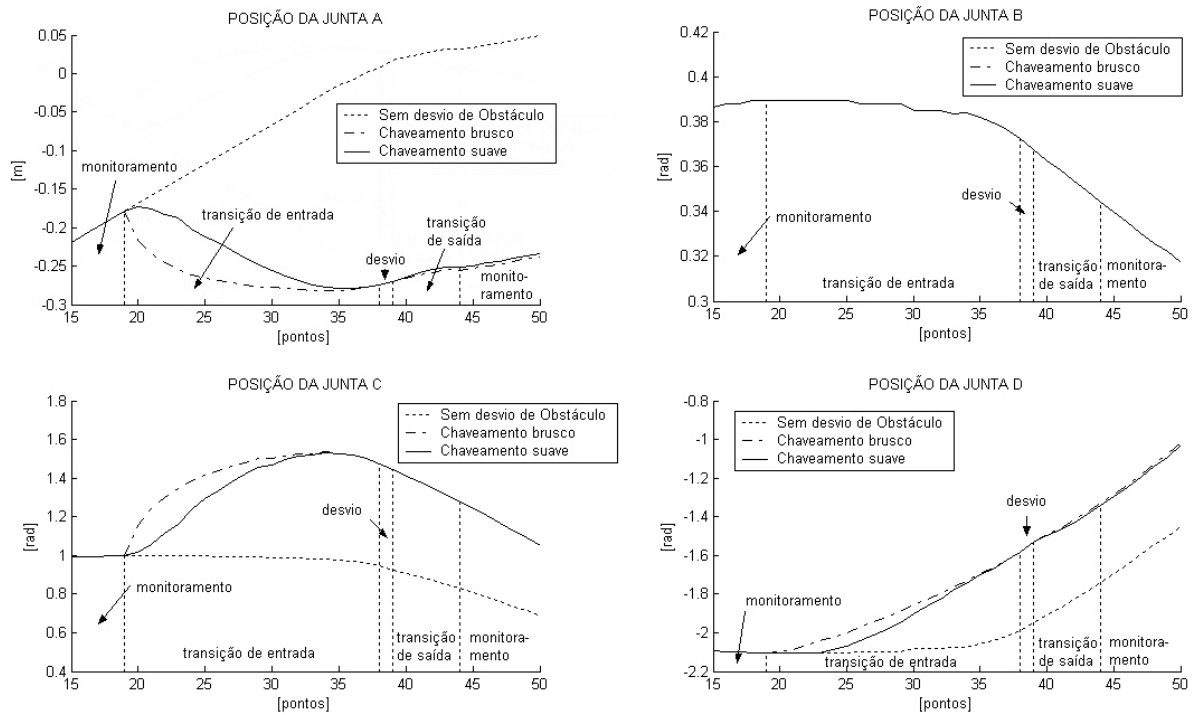 POSIÇÃO DA JUNTA A
0.05
0
-0.05
-0.1
-0.15
-0.2
-0.25
-0.3
[m]
Sem desvio de Obstáculo
Chaveamento brusco
Chaveamento suave
monitoramento
transição de entrada
transição
de saída
desvio
monito-
ramento
15 20 25 30 35 40 45 50
[pontos]
POSIÇÃO DA JUNTA B
0.42
0.4
0.38
0.36
0.34
0.32
0.3
[rad]
Sem desvio de Obstáculo
Chaveamento brusco
Chaveamento suave
desvio
monitoramento
transição de entrada
transição
de saída
monitora-
mento
15 20 25 30 35 40 45 50
[pontos]
POSIÇÃO DA JUNTA C
1.8
1.6
1.4
1.2
1
0.8
0.6
0.4
[rad]
Sem desvio de Obstáculo
Chaveamento brusco
Chaveamento suave
desvio
monitoramento
transição de entrada
transição
de saída
monitora-
mento
15 20 25 30 35 40 45 50
[pontos]
POSIÇÃO DA JUNTA D
-0.8
-1
-1.2
-1.4
-1.6
-1.8
-2
-2.2
[rad]
Sem desvio de Obstáculo
Chaveamento brusco
Chaveamento suave
desvio
monitoramento
transição de entrada
transição
de saída
monitora-
mento
15 20 25 30 35 40 45 50
[pontos]